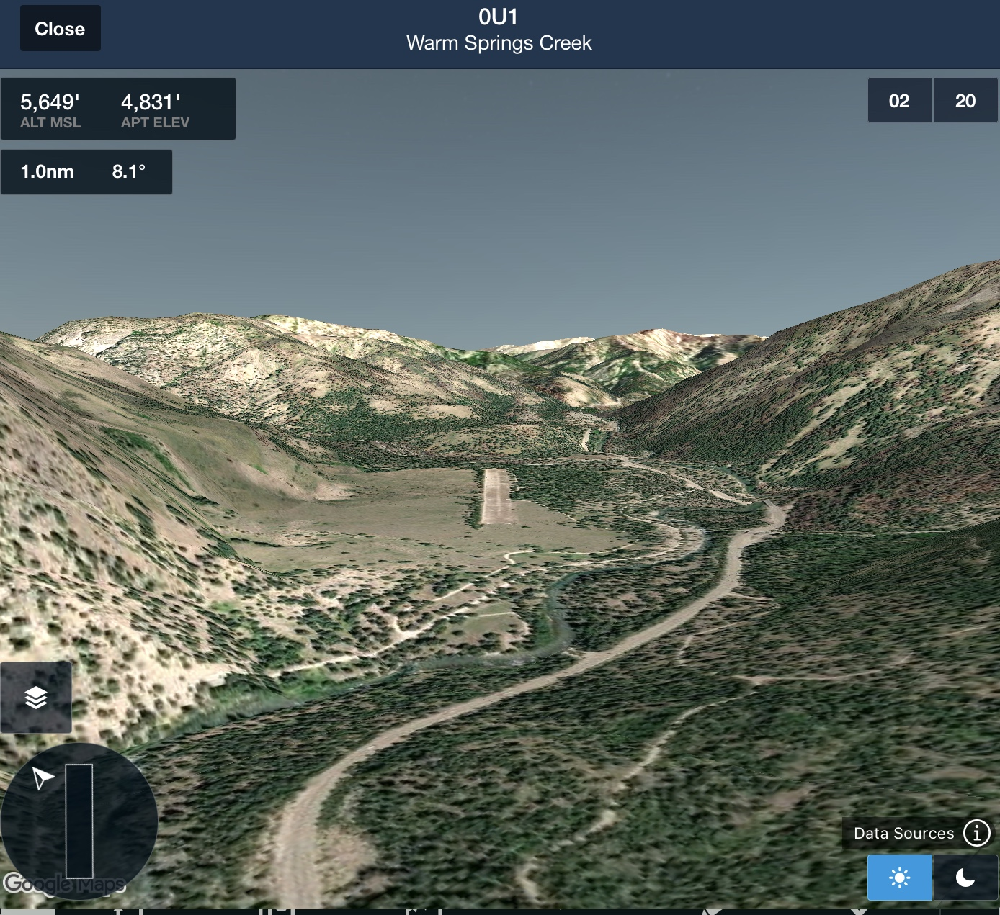 Close
0U1
Warm Springs Creek
5,649' 4,831'
ALT MSL APT ELEV
02 20
1.0nm 8.1°
Data Sources
Google Maps